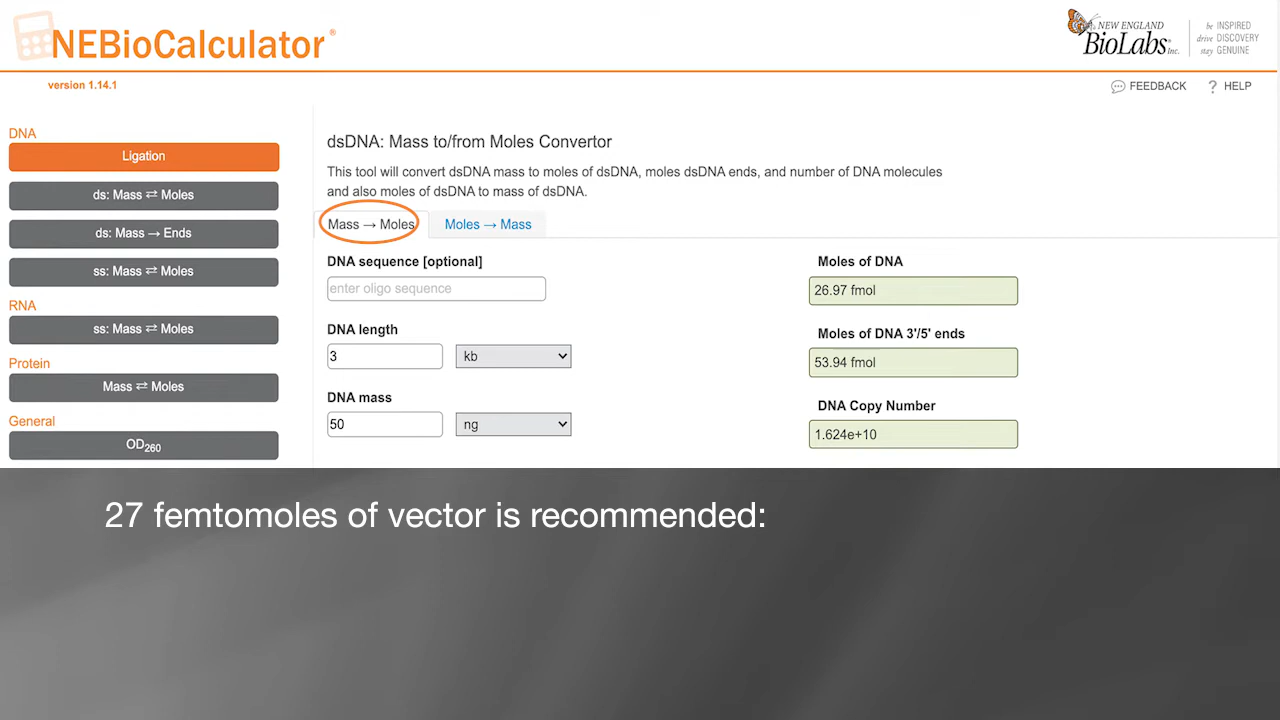 NEBioCalculator®
NEW ENGLAND
BioLabs Inc.
be INSPIRED
drive DISCOVERY
stay GENUINE
version 1.14.1
FEEDBACK
? HELP
DNA
Ligation
ds: Mass ⇄ Moles
ds: Mass → Ends
ss: Mass ⇄ Moles
RNA
ss: Mass ⇄ Moles
Protein
Mass ⇄ Moles
General
OD260
dsDNA: Mass to/from Moles Convertor
This tool will convert dsDNA mass to moles of dsDNA, moles dsDNA ends, and number of DNA molecules
and also moles of dsDNA to mass of dsDNA.
Mass → Moles
Moles → Mass
DNA sequence [optional]
enter oligo sequence
DNA length
3
kb
DNA mass
50
ng
Moles of DNA
26.97 fmol
Moles of DNA 3'/5' ends
53.94 fmol
DNA Copy Number
1.624e+10
27 femtomoles of vector is recommended: